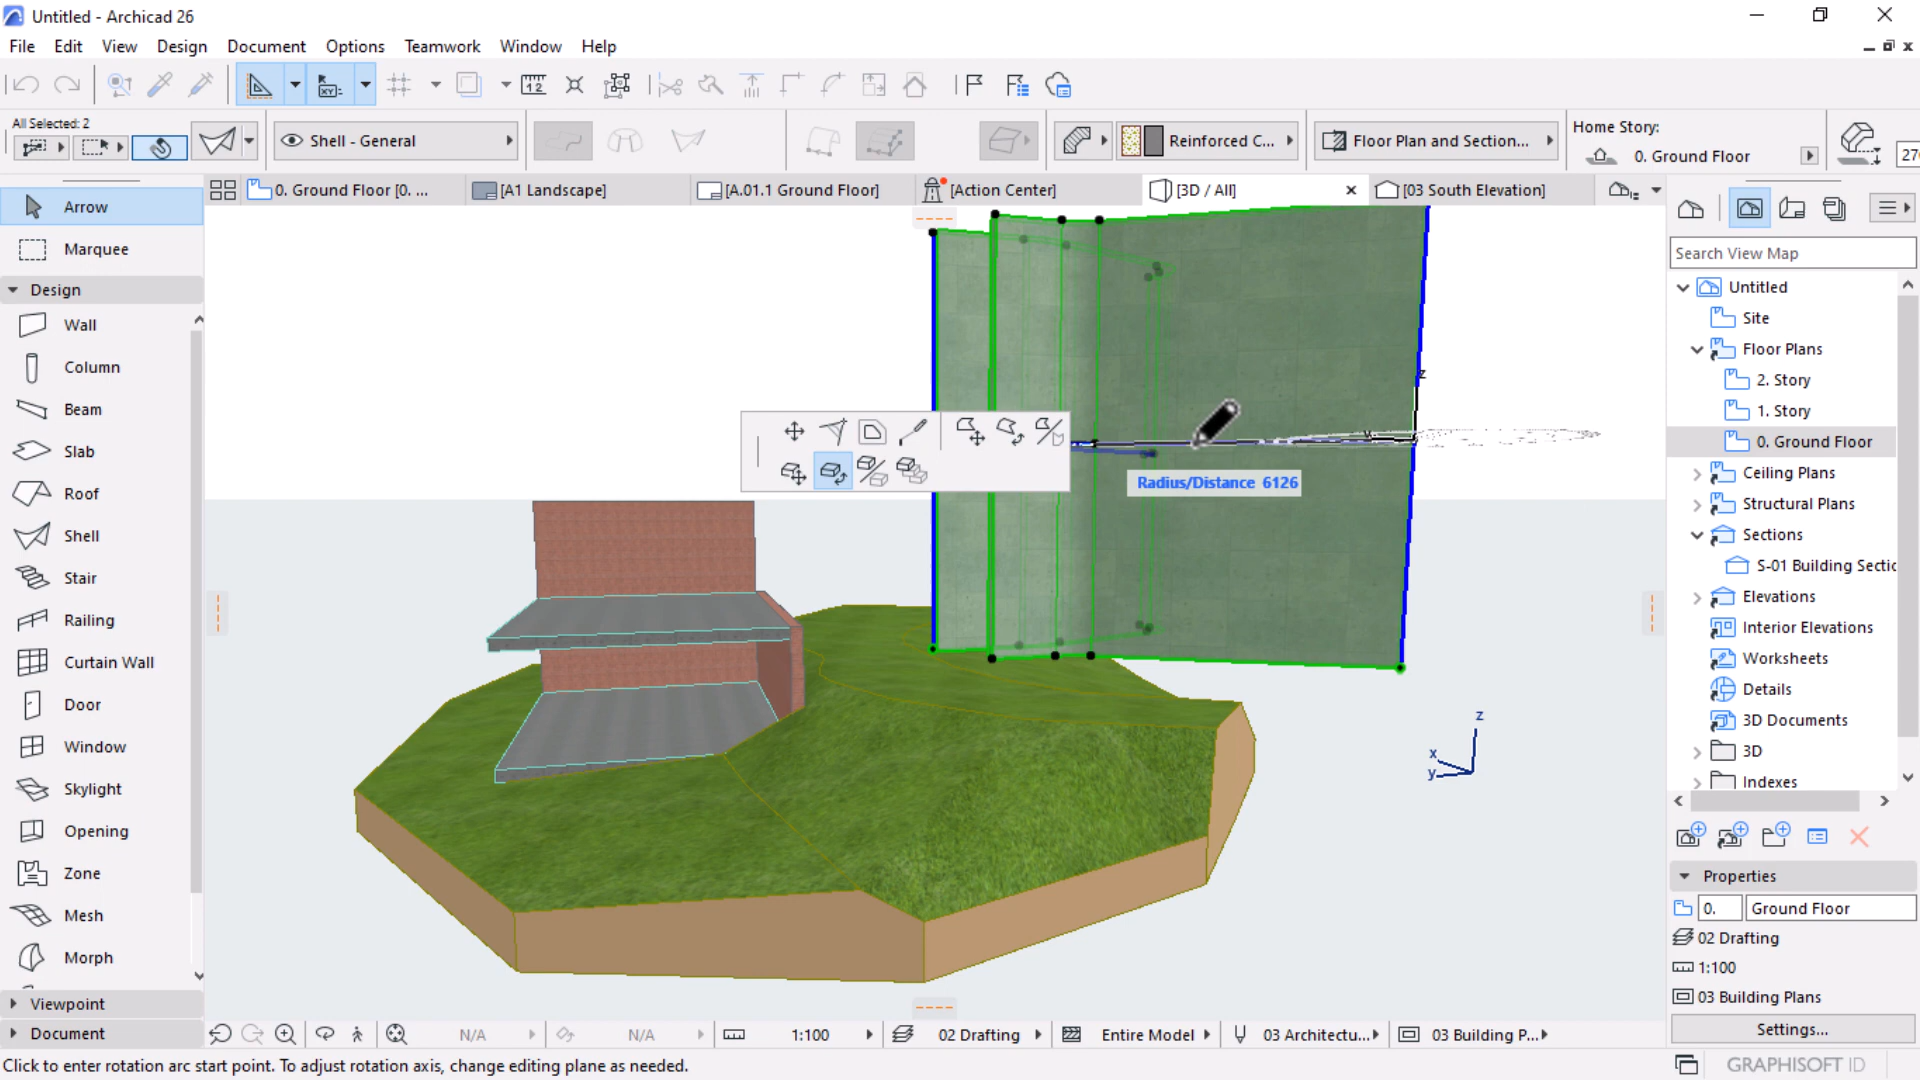 Untitled - Archicad 26
File Edit View Design Document Options Teamwork Window Help
All Selected: 2
Shell - General
Reinforced C...
Floor Plan and Section...
Home Story:
0. Ground Floor
0. Ground Floor [0. ...
[A1 Landscape]
[A.01.1 Ground Floor]
[Action Center]
[3D / All]
[03 South Elevation]
Arrow
Marquee
Design
Wall
Column
Beam
Slab
Roof
Shell
Stair
Railing
Curtain Wall
Door
Window
Skylight
Opening
Zone
Mesh
Morph
Viewpoint
Document
Radius/Distance 6126
z
z
x
y
Search View Map
Untitled
Site
Floor Plans
2. Story
1. Story
0. Ground Floor
Ceiling Plans
Structural Plans
Sections
S-01 Building Sectic
Elevations
Interior Elevations
Worksheets
Details
3D Documents
3D
Indexes
Properties
0. Ground Floor
02 Drafting
1:100
03 Building Plans
Settings...
N/A N/A 1:100 02 Drafting Entire Model 03 Architectu... 03 Building P...
Click to enter rotation arc start point. To adjust rotation axis, change editing plane as needed.
GRAPHISOFT ID